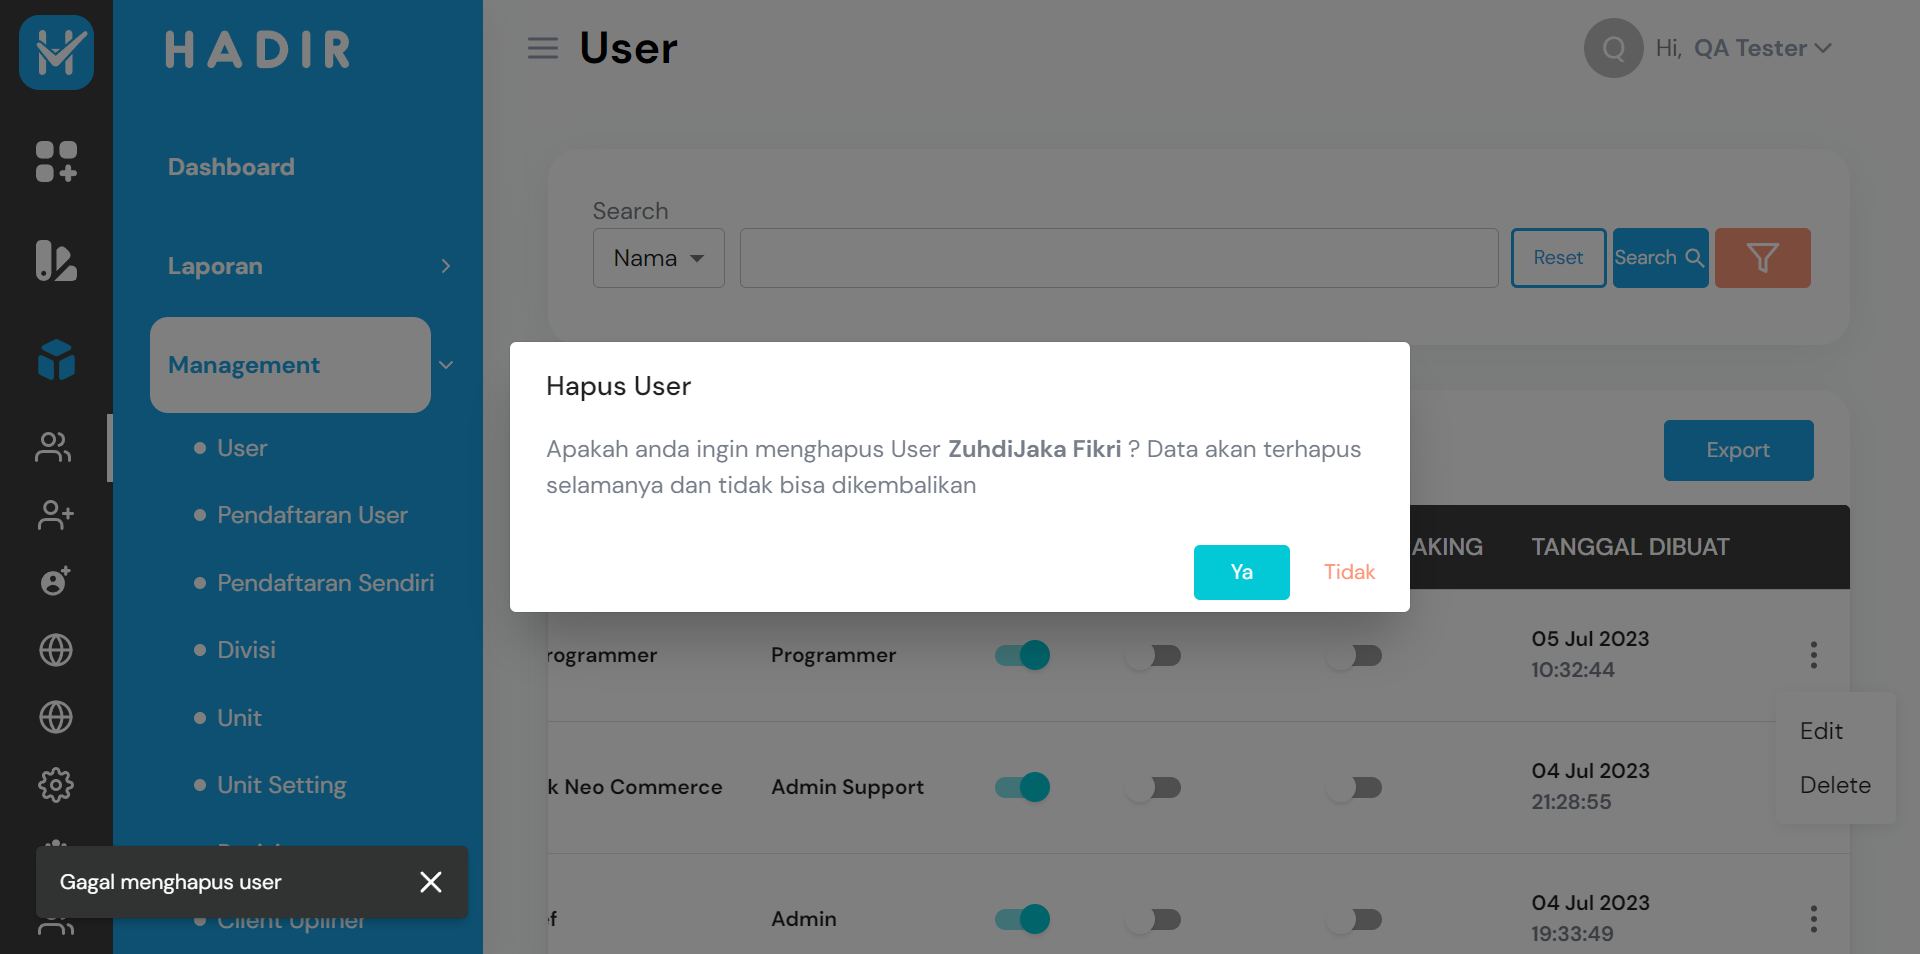 HADIR
User
Q
Hi, QA Tester
Dashboard
Laporan
Management
User
Pendaftaran User
Pendaftaran Sendiri
Divisi
Unit
Unit Setting
Client Upliner
Search
Nama
Reset
Search
Export
Hapus User
Apakah anda ingin menghapus User ZuhdiJaka Fikri ? Data akan terhapus
selamanya dan tidak bisa dikembalikan
Ya
Tidak
AKING
TANGGAL DIBUAT
rogrammer
Programmer
05 Jul 2023
10:32:44
Edit
Delete
k Neo Commerce
Admin Support
04 Jul 2023
21:28:55
f
Admin
04 Jul 2023
19:33:49
Gagal menghapus user